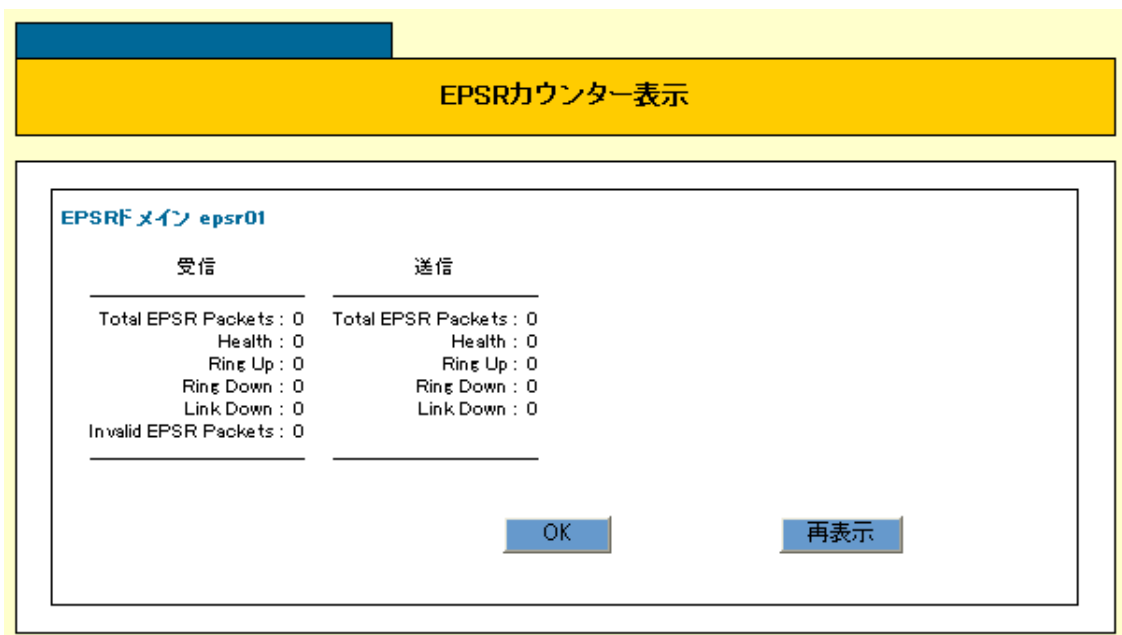 EPSRカウンター表示
EPSRドメイン epsr01
受信 送信
Total EPSR Packets : 0 Total EPSR Packets : 0
Health : 0 Health : 0
Ring Up : 0 Ring Up : 0
Ring Down : 0 Ring Down : 0
Link Down : 0 Link Down : 0
Invalid EPSR Packets : 0
OK 再表示